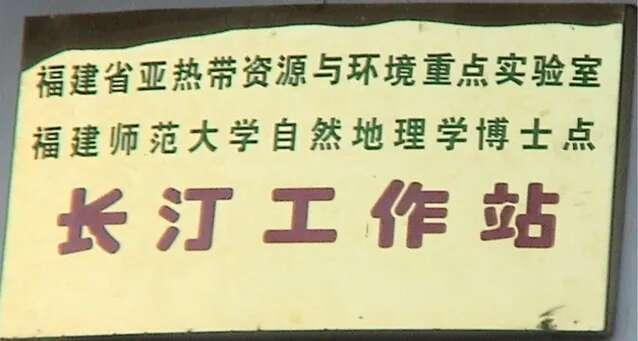 福建省亚热带资源与环境重点实验室
福建师范大学自然地理学博士点
长汀工作站